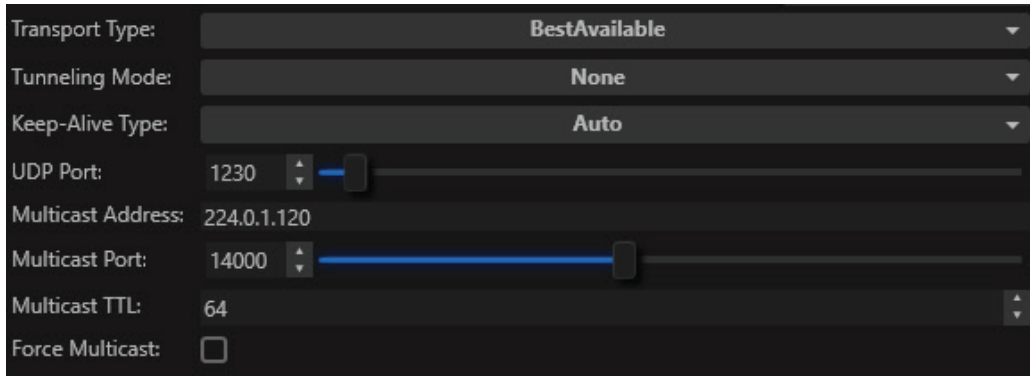 Transport Type: BestAvailable
Tunneling Mode: None
Keep-Alive Type: Auto
UDP Port: 1230
Multicast Address: 224.0.1.120
Multicast Port: 14000
Multicast TTL: 64
Force Multicast: